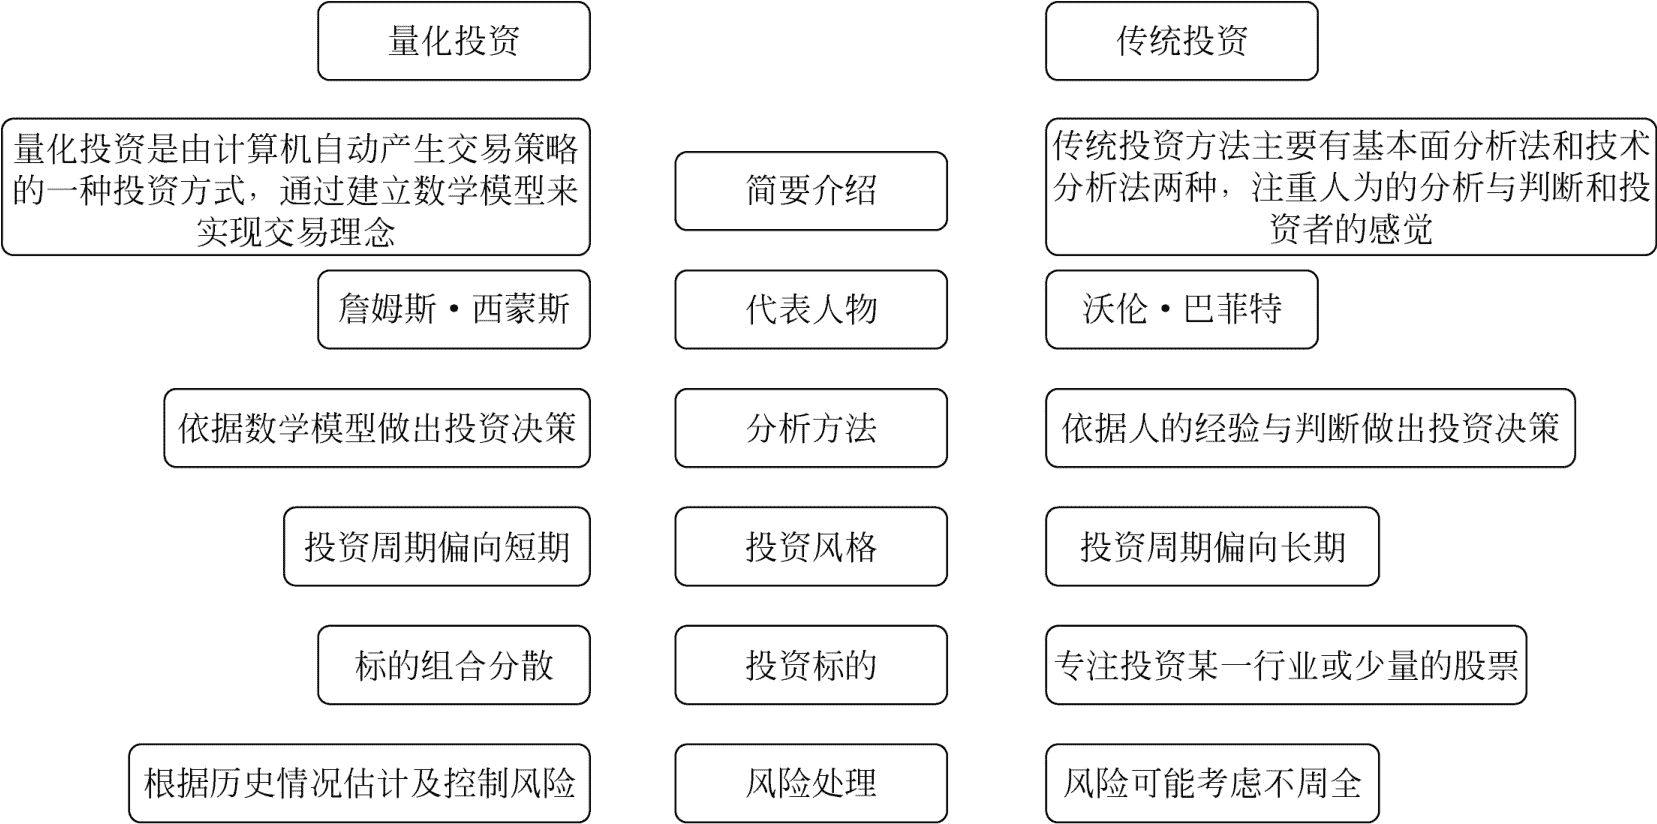 量化投资
传统投资
量化投资是由计算机自动产生交易策略
的一种投资方式，通过建立数学模型来
实现交易理念
简要介绍
传统投资方法主要有基本面分析法和技术
分析法两种，注重人为的分析与判断和投
资者的感觉
詹姆斯·西蒙斯
代表人物
沃伦·巴菲特
依据数学模型做出投资决策
分析方法
依据人的经验与判断做出投资决策
投资周期偏向短期
投资风格
投资周期偏向长期
标的组合分散
投资标的
专注投资某一行业或少量的股票
根据历史情况估计及控制风险
风险处理
风险可能考虑不周全